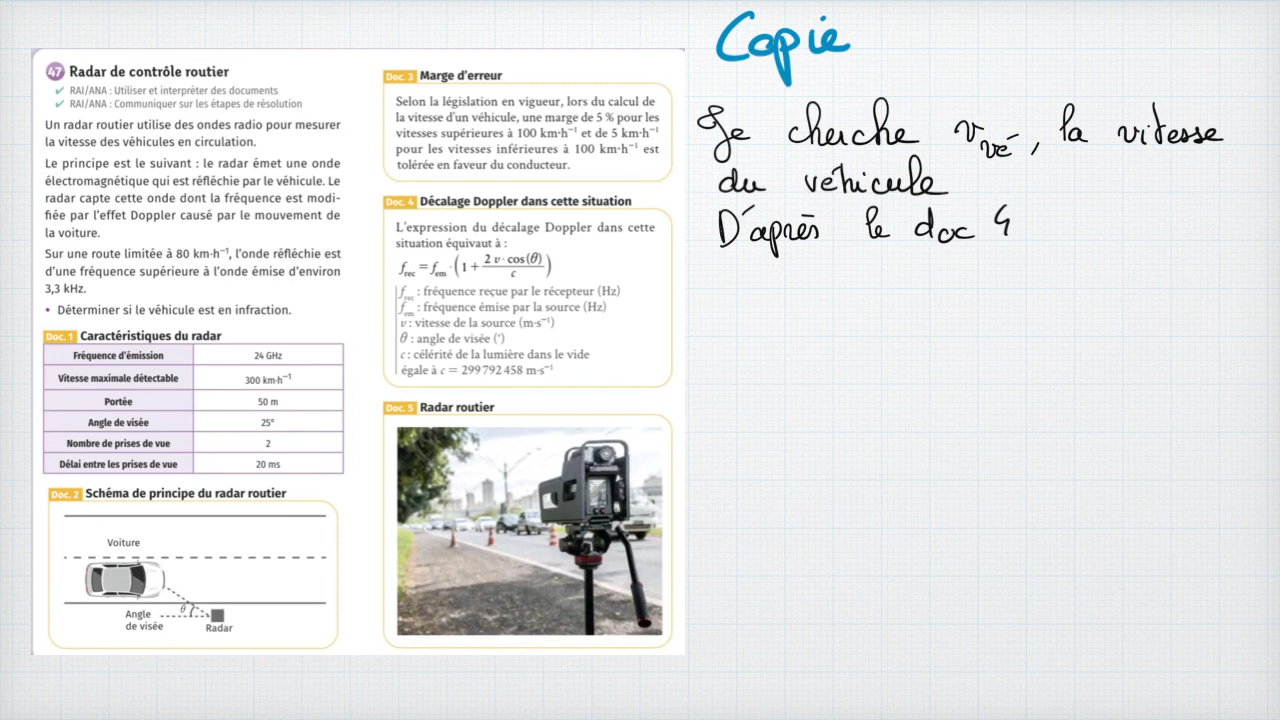 Copie
47 Radar de contrôle routier
✔ RAI/ANA : Utiliser et interpréter des documents
✔ RAI/ANA : Communiquer sur les étapes de résolution
Un radar routier utilise des ondes radio pour mesurer
la vitesse des véhicules en circulation.
Le principe est le suivant : le radar émet une onde
électromagnétique qui est réfléchie par le véhicule. Le
radar capte cette onde dont la fréquence est modi-
fiée par l'effet Doppler causé par le mouvement de
la voiture.
Sur une route limitée à 80 km·h⁻¹, l'onde réfléchie est
d'une fréquence supérieure à l'onde émise d'environ
3,3 kHz.
• Déterminer si le véhicule est en infraction.
Doc. 1 Caractéristiques du radar
Fréquence d'émission 24 GHz
Vitesse maximale détectable 300 km·h⁻¹
Portée 50 m
Angle de visée 25°
Nombre de prises de vue 2
Délai entre les prises de vue 20 ms
Doc. 2 Schéma de principe du radar routier
Voiture
θ
Angle
de visée
Radar
Doc. 3 Marge d'erreur
Selon la législation en vigueur, lors du calcul de
la vitesse d'un véhicule, une marge de 5 % pour les
vitesses supérieures à 100 km·h⁻¹ et de 5 km·h⁻¹
pour les vitesses inférieures à 100 km·h⁻¹ est
tolérée en faveur du conducteur.
Doc. 4 Décalage Doppler dans cette situation
L'expression du décalage Doppler dans cette
situation équivaut à :
f_rec = f_em · (1 + 2 v · cos(θ) / c)
f_rec : fréquence reçue par le récepteur (Hz)
f_em : fréquence émise par la source (Hz)
v : vitesse de la source (m·s⁻¹)
θ : angle de visée (°)
c : célérité de la lumière dans le vide
égale à c = 299 792 458 m·s⁻¹
Doc. 5 Radar routier
Je cherche v_vé, la vitesse
du véhicule
D'après le doc 4